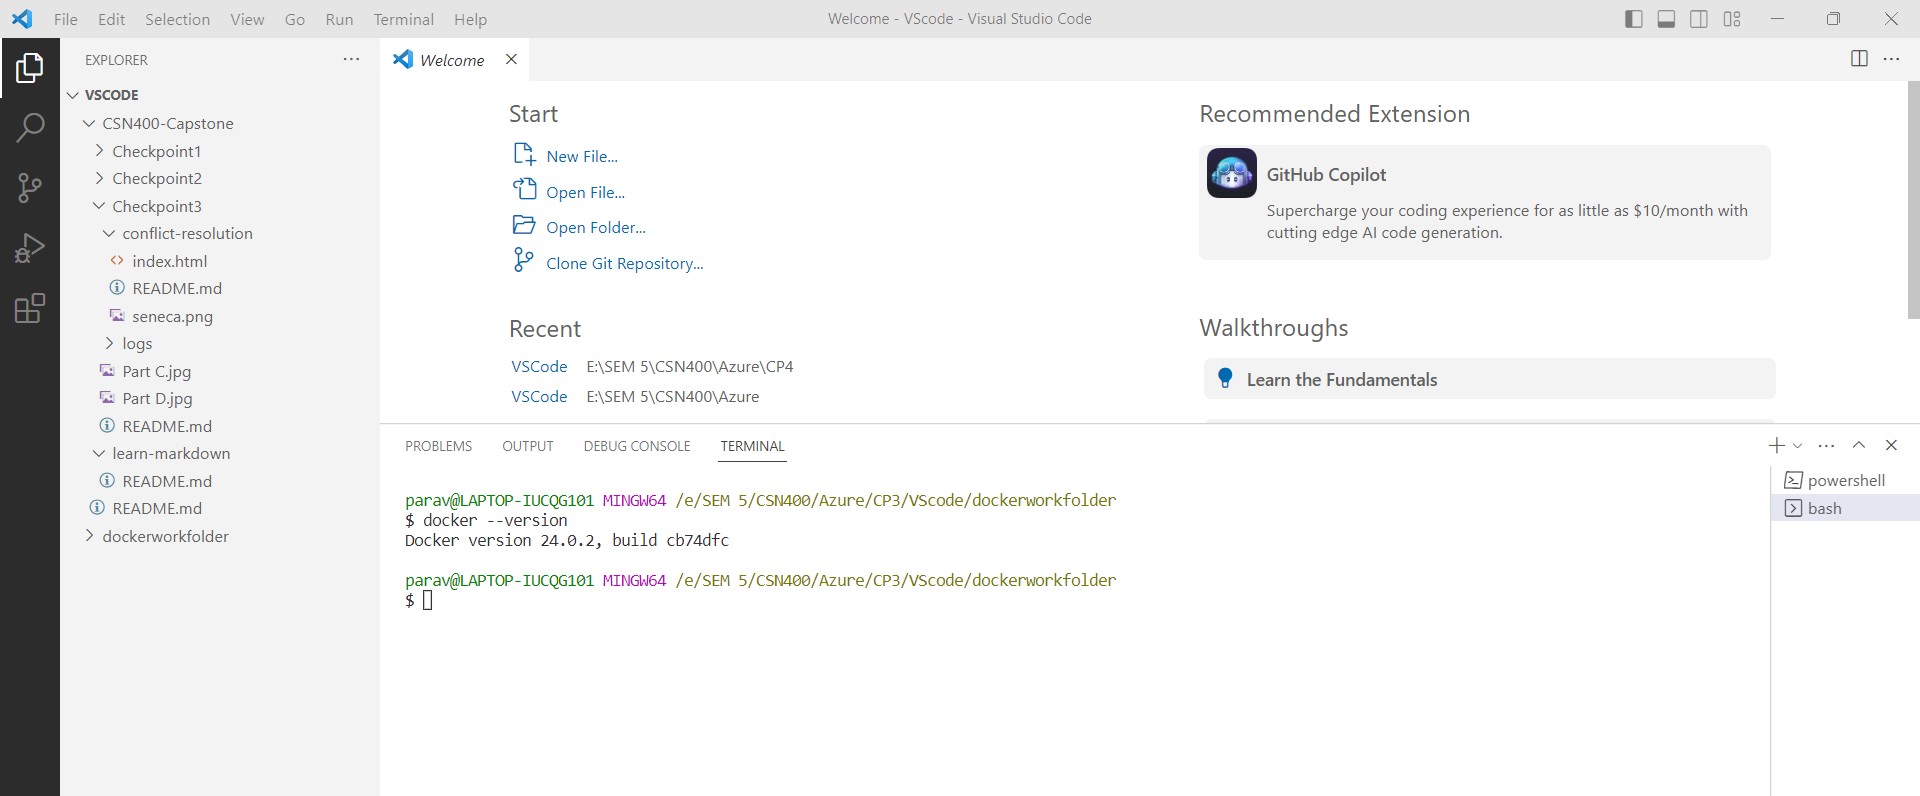 File Edit Selection View Go Run Terminal Help
Welcome - VScode - Visual Studio Code
EXPLORER
VSCODE
CSN400-Capstone
Checkpoint1
Checkpoint2
Checkpoint3
conflict-resolution
index.html
README.md
seneca.png
logs
Part C.jpg
Part D.jpg
README.md
learn-markdown
README.md
README.md
dockerworkfolder
Welcome
Start
New File...
Open File...
Open Folder...
Clone Git Repository...
Recent
VSCode E:\SEM 5\CSN400\Azure\CP4
VSCode E:\SEM 5\CSN400\Azure
Recommended Extension
GitHub Copilot
Supercharge your coding experience for as little as $10/month with
cutting edge AI code generation.
Walkthroughs
Learn the Fundamentals
PROBLEMS OUTPUT DEBUG CONSOLE TERMINAL
parav@LAPTOP-IUCQG101 MINGW64 /e/SEM 5/CSN400/Azure/CP3/VScode/dockerworkfolder
$ docker --version
Docker version 24.0.2, build cb74dfc
parav@LAPTOP-IUCQG101 MINGW64 /e/SEM 5/CSN400/Azure/CP3/VScode/dockerworkfolder
$
powershell
bash